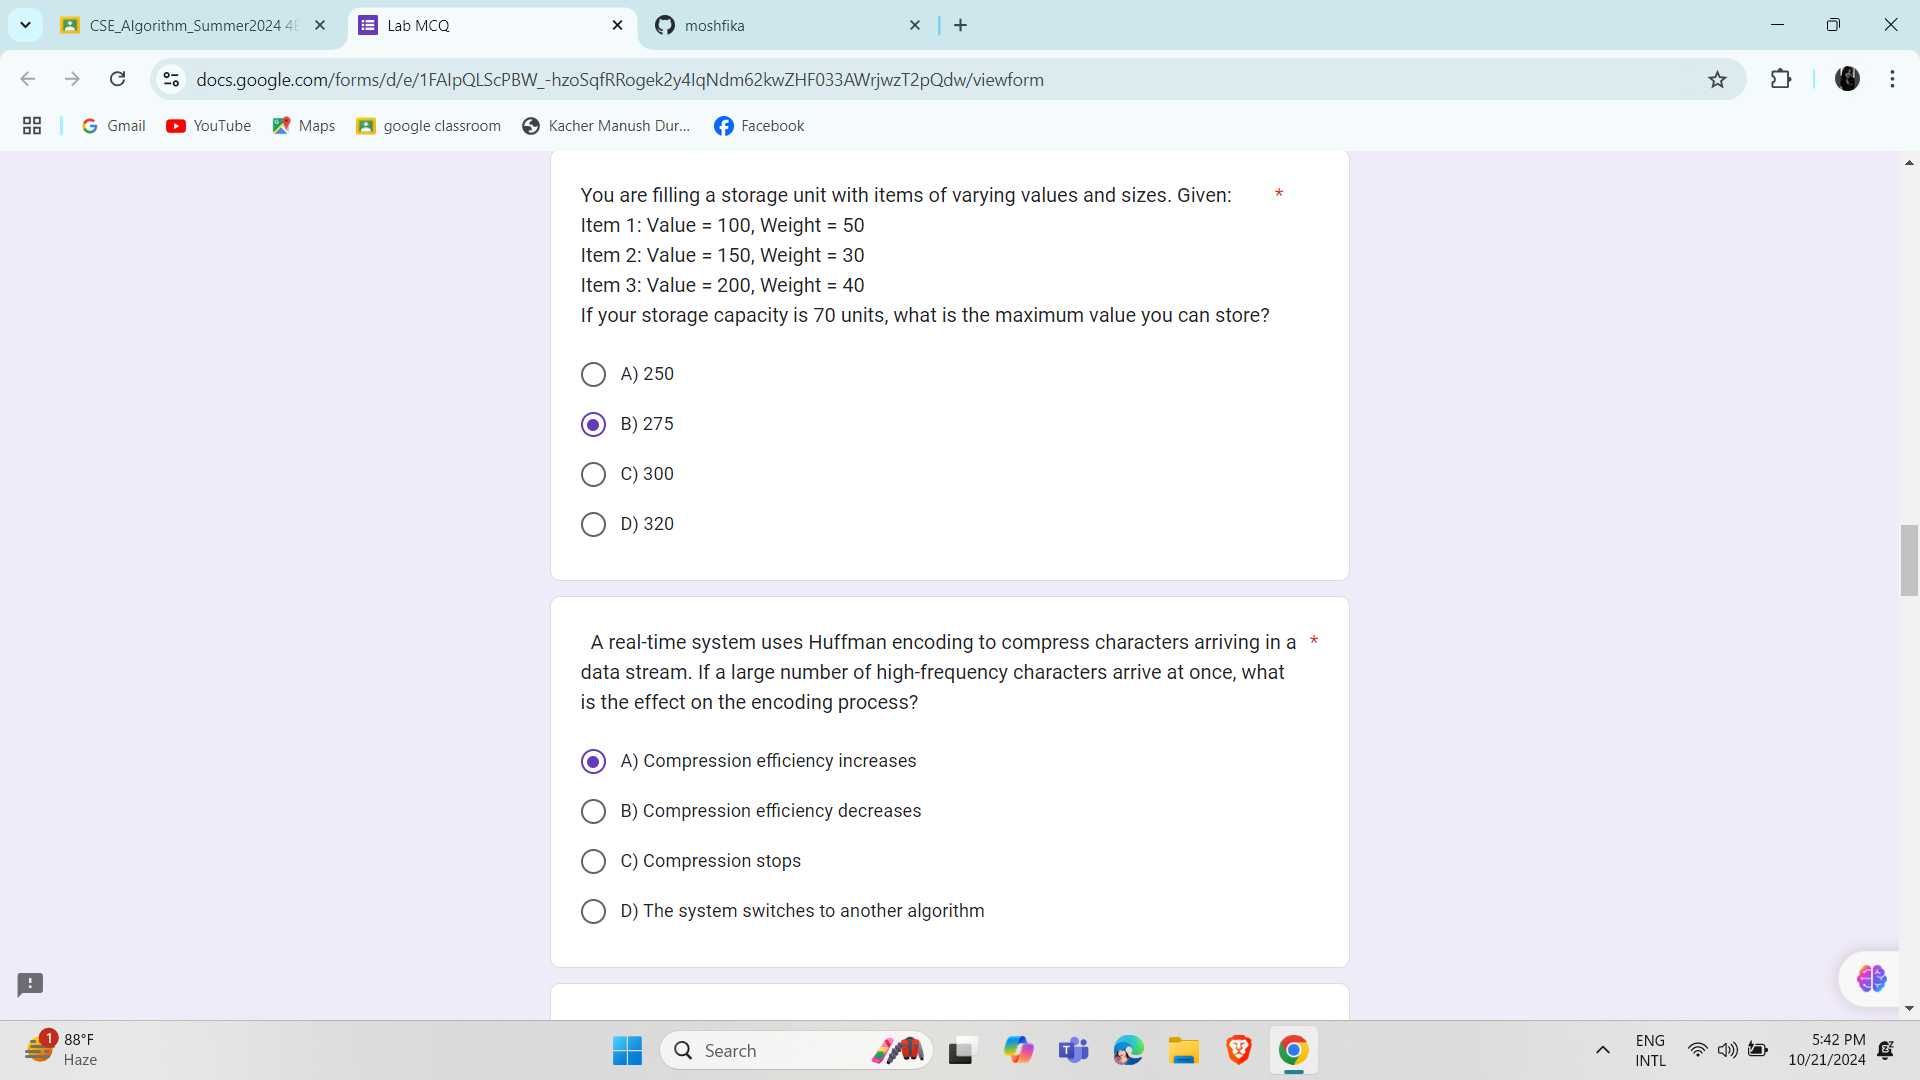 CSE_Algorithm_Summer2024 4E
Lab MCQ
moshfika
docs.google.com/forms/d/e/1FAIpQLScPBW_-hzoSqfRRogek2y4IqNdm62kwZHF033AWrjwzT2pQdw/viewform
Gmail
YouTube
Maps
google classroom
Kacher Manush Dur...
Facebook
You are filling a storage unit with items of varying values and sizes. Given: *
Item 1: Value = 100, Weight = 50
Item 2: Value = 150, Weight = 30
Item 3: Value = 200, Weight = 40
If your storage capacity is 70 units, what is the maximum value you can store?
A) 250
B) 275
C) 300
D) 320
A real-time system uses Huffman encoding to compress characters arriving in a *
data stream. If a large number of high-frequency characters arrive at once, what
is the effect on the encoding process?
A) Compression efficiency increases
B) Compression efficiency decreases
C) Compression stops
D) The system switches to another algorithm
1
88°F
Haze
Search
ENG
INTL
5:42 PM
10/21/2024